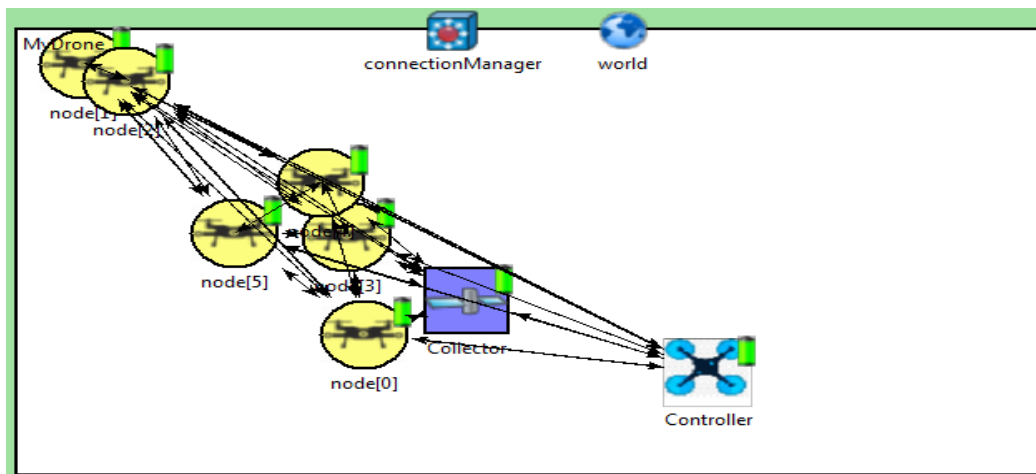 connectionManager
world
MyDrone
node[1]
node[2]
node[5]
node[3]
Collector
node[0]
Controller